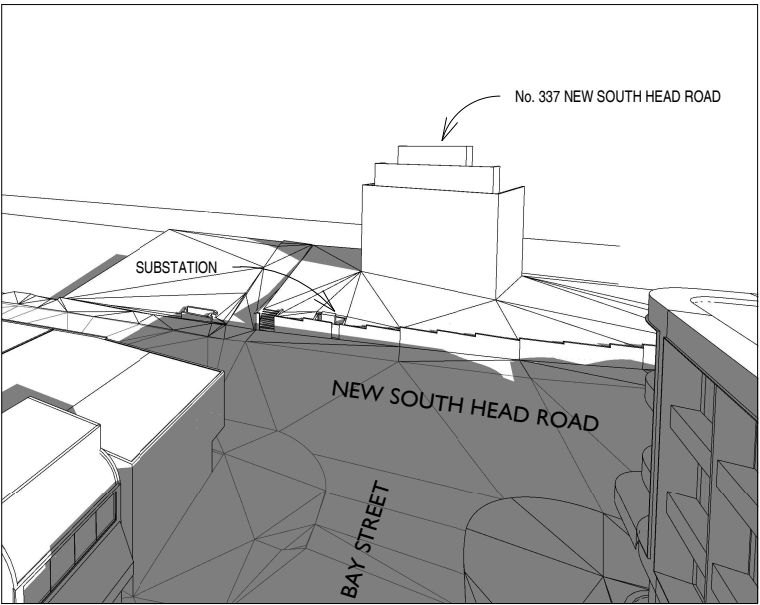 No. 337 NEW SOUTH HEAD ROAD
SUBSTATION
NEW SOUTH HEAD ROAD
BAY STREET